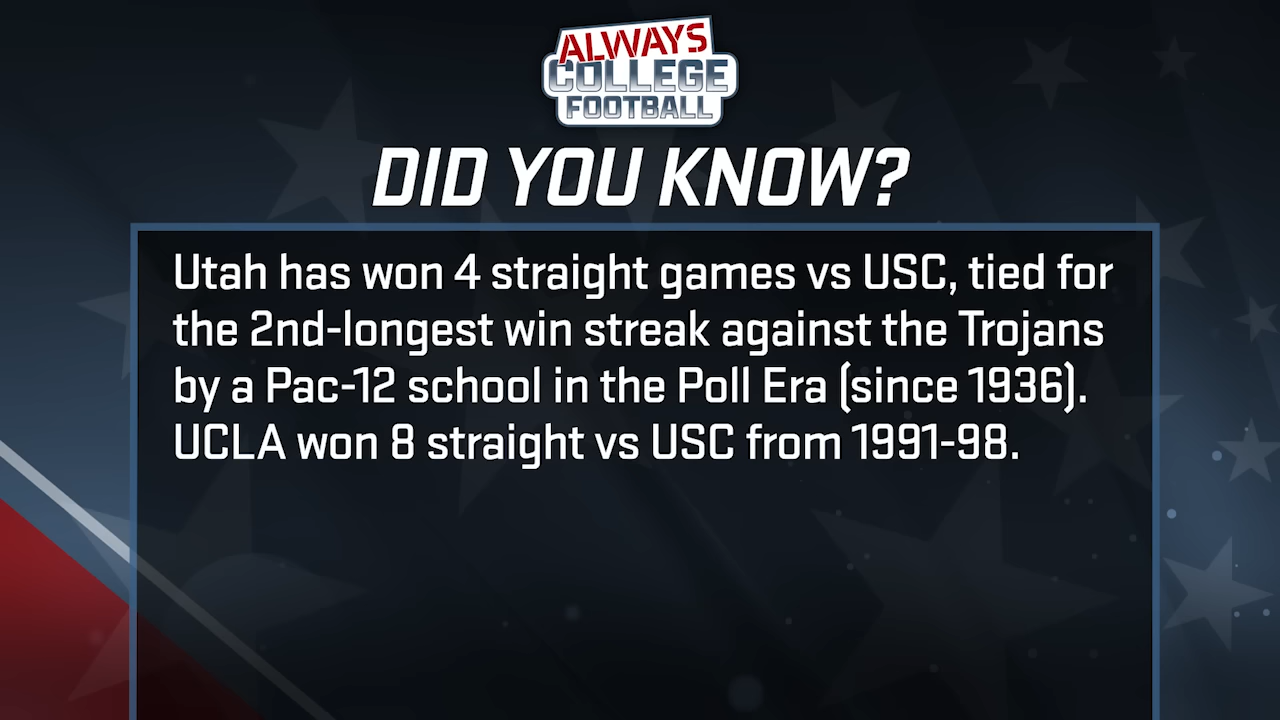 ALWAYS
COLLEGE
FOOTBALL
DID YOU KNOW?
Utah has won 4 straight games vs USC, tied for
the 2nd-longest win streak against the Trojans
by a Pac-12 school in the Poll Era (since 1936).
UCLA won 8 straight vs USC from 1991-98.